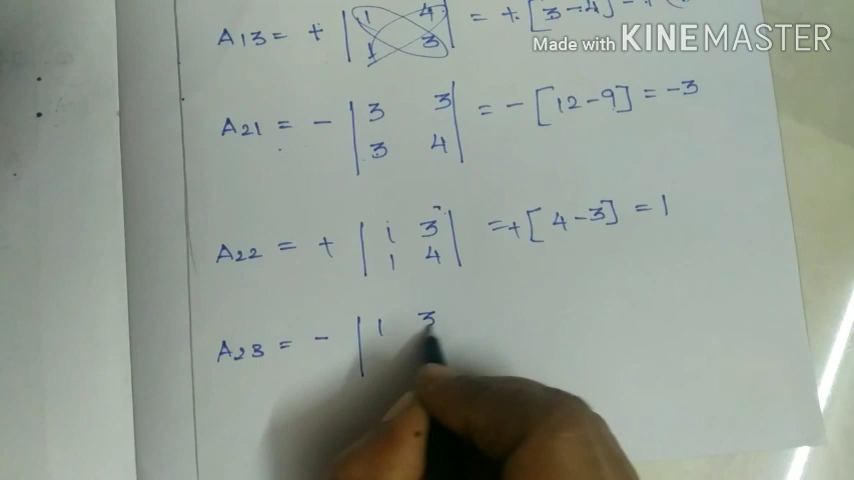 A13 = + | 1 4 | = + [3-4] =
| 1 3 |
Made with KINEMASTER
A21 = - | 3 3 | = - [12-9] = -3
| 3 4 |
A22 = + | 1 3 | = + [4-3] = 1
| 1 4 |
A23 = - | 1 3